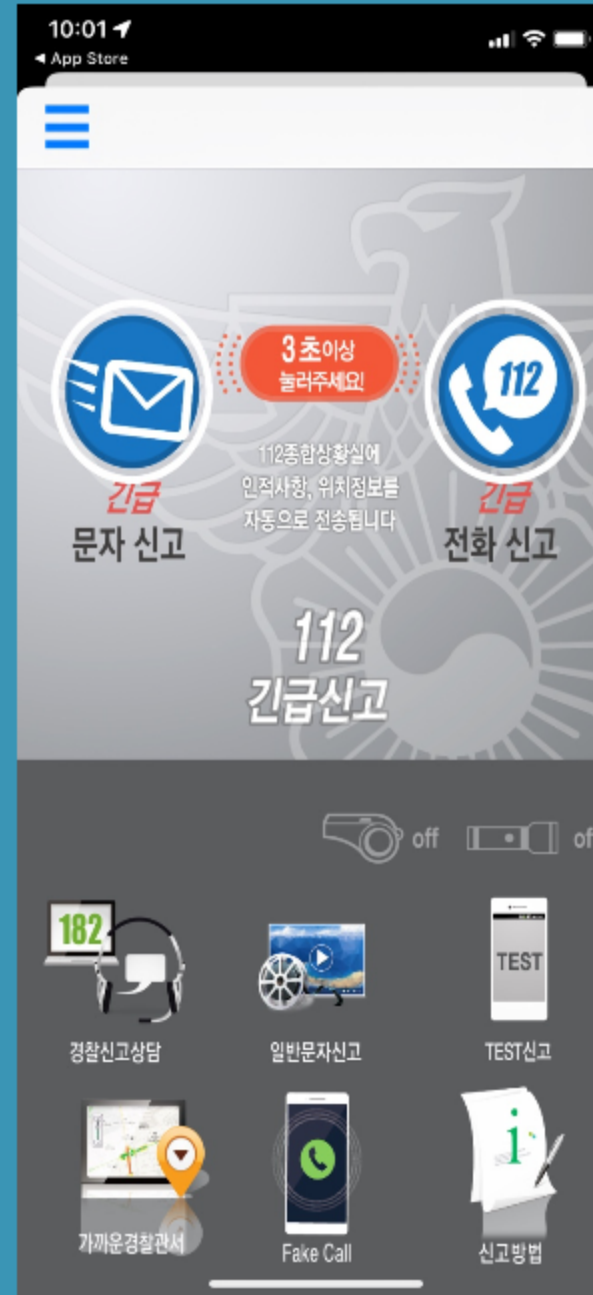 10:01
◀ App Store
3초이상
눌러주세요!
112
112종합상황실에
인적사항, 위치정보를
자동으로 전송됩니다
긴급
문자 신고
긴급
전화 신고
112
긴급신고
off
of
182
TEST
경찰신고상담
일반문자신고
TEST신고
i
가까운경찰관서
Fake Call
신고방법